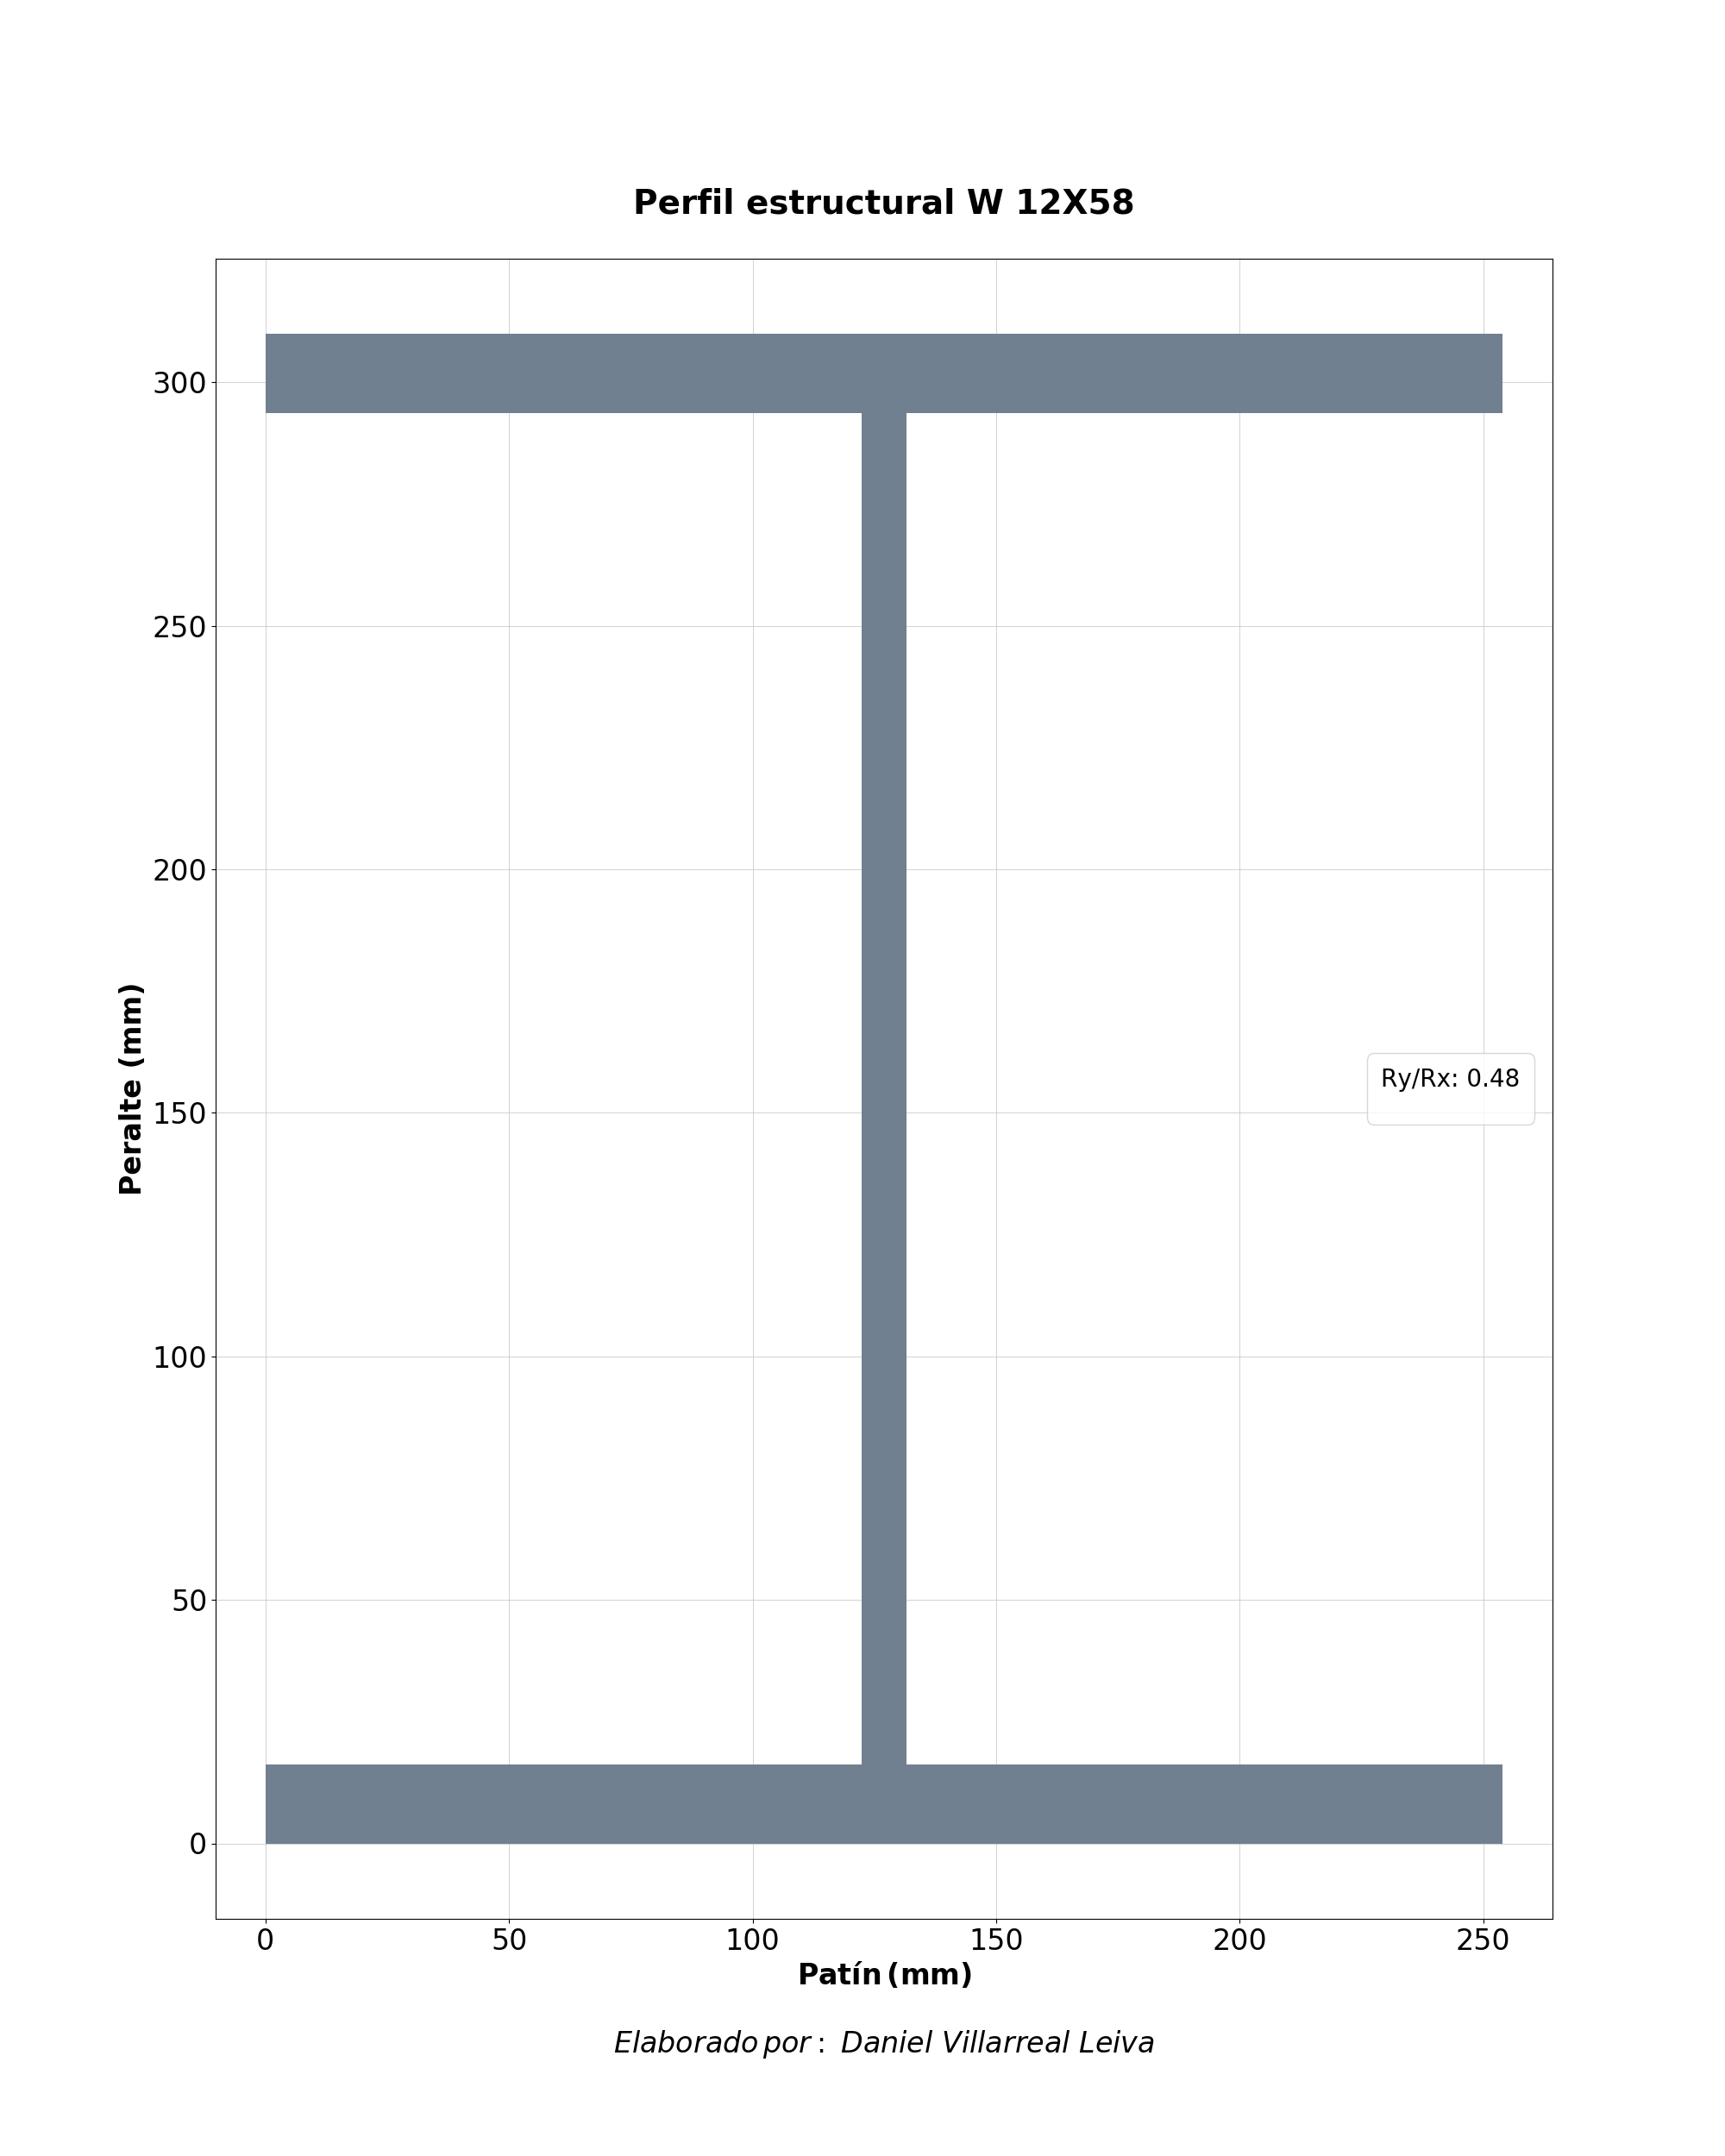 Perfil estructural W 12X58
300
250
200
150
100
50
0
Peralte (mm)
Ry/Rx: 0.48
0 50 100 150 200 250
Patín (mm)
Elaborado por: Daniel Villarreal Leiva